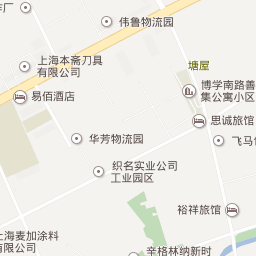 作厂
伟鲁物流园
上海本斋刀具
有限公司
塘屋
易佰酒店
博学南路善
集公寓小区
思诚旅馆
华芳物流园
飞马
织名实业公司
工业园区
裕祥旅馆
上海麦加涂料
有限公司
辛格林纳新时